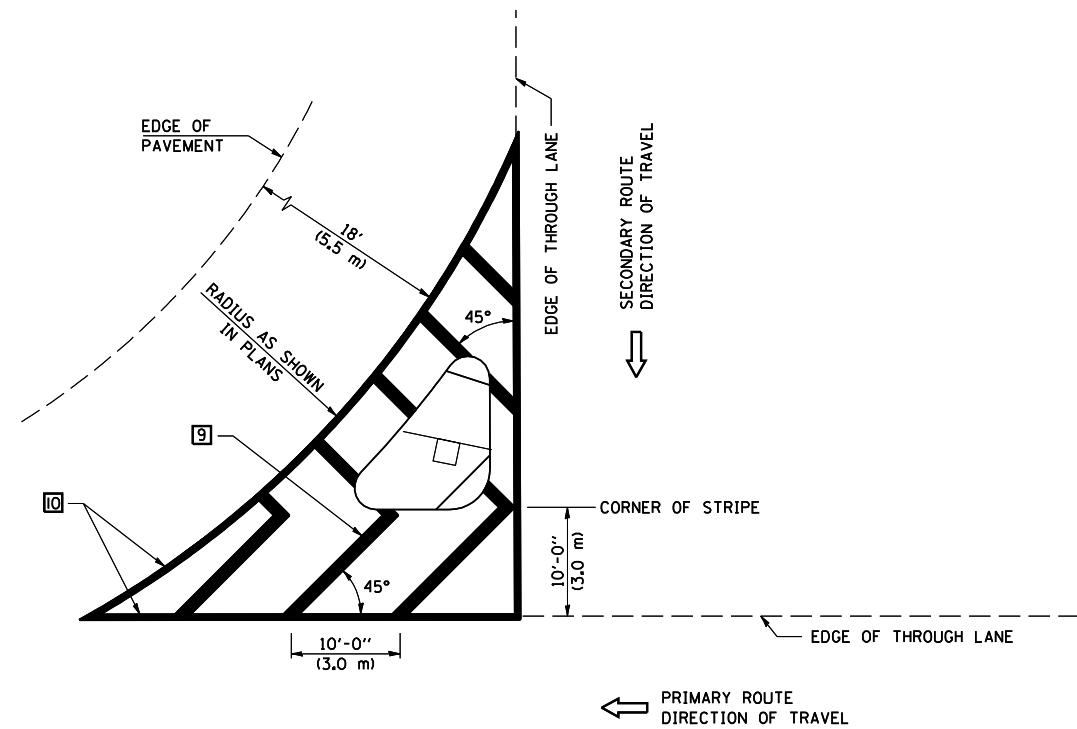 EDGE OF
PAVEMENT
18'
(5.5 m)
RADIUS AS SHOWN
IN PLANS
45°
EDGE OF THROUGH LANE
SECONDARY ROUTE
DIRECTION OF TRAVEL
9
10
CORNER OF STRIPE
10'-0"
(3.0 m)
45°
10'-0"
(3.0 m)
EDGE OF THROUGH LANE
PRIMARY ROUTE
DIRECTION OF TRAVEL